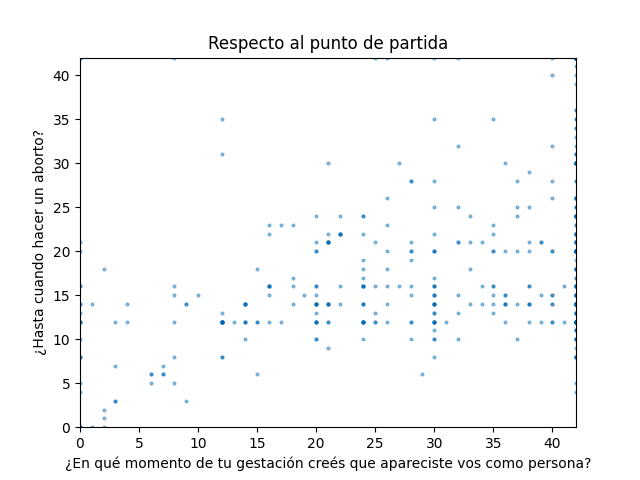 Respecto al punto de partida
¿Hasta cuando hacer un aborto?
40
35
30
25
20
15
10
5
0
0 5 10 15 20 25 30 35 40
¿En qué momento de tu gestación creés que apareciste vos como persona?